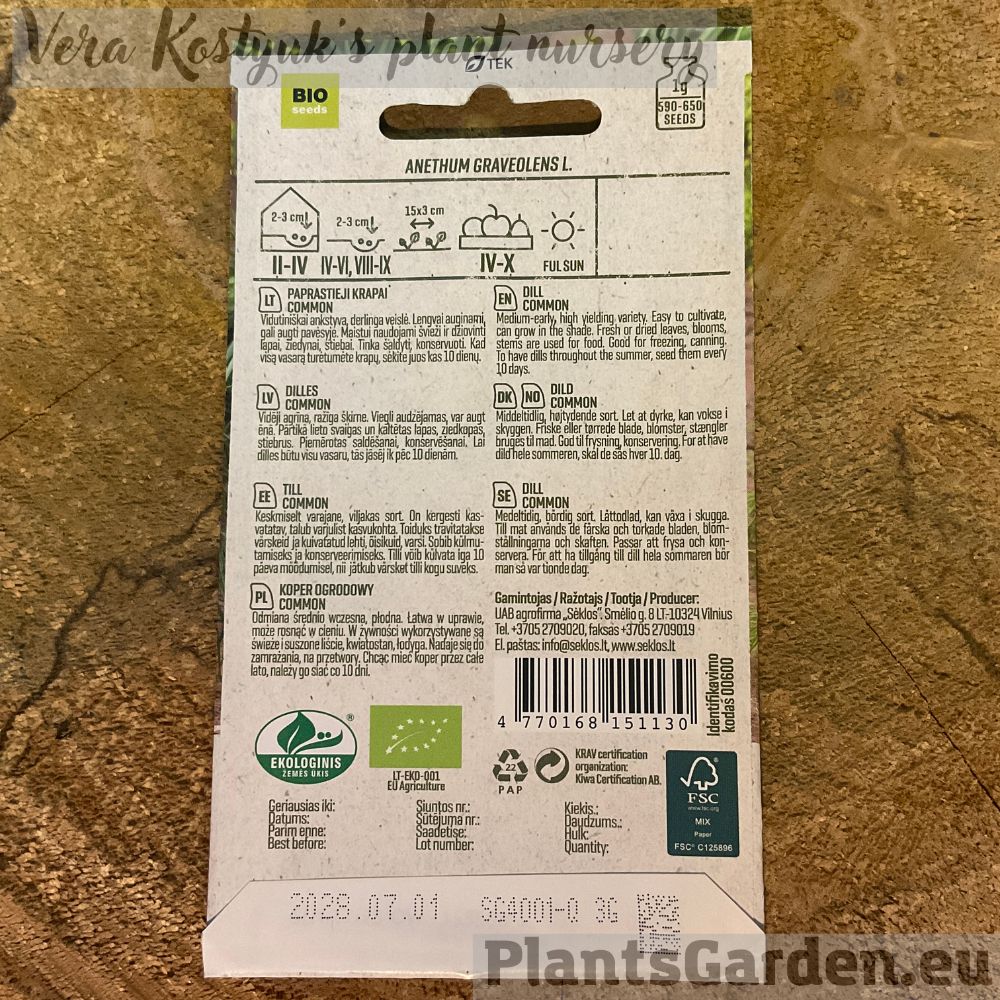 Vera Kostyuk's plant nursery
TEK
BIO
seeds
1g
590-650
SEEDS
ANETHUM GRAVEOLENS L.
2-3 cm
2-3 cm
15x3 cm
II-IV
IV-VI, VIII-IX
IV-X
FUL SUN
LT
PAPRASTIEJI KRAPAI
COMMON
Vidutiniškai ankstyva, derlinga veislė. Lengvai auginami,
gali augti pavėsyje. Maistui naudojami švieži ir džiovinti
lapai, žiedynai, stiebai. Tinka šaldyti, konservuoti. Kad
visą vasarą turėtumėte krapų, sėkite juos kas 10 dienų.
EN
DILL
COMMON
Medium-early, high yielding variety. Easy to cultivate,
can grow in the shade. Fresh or dried leaves, blooms,
stems are used for food. Good for freezing, canning.
To have dills throughout the summer, seed them every
10 days.
LV
DILLES
COMMON
Vidēji agrīna, ražīga šķirne. Viegli audzējamas, var augt
ēnā. Pārtikā lieto svaigas un kaltētas lapas, ziedkopas,
stiebrus. Piemērotas saldēšanai, konservēšanai. Lai
dilles būtu visu vasaru, tās jāsēj ik pēc 10 dienām.
DK NO
DILD
COMMON
Middeltidlig, højtydende sort. Let at dyrke, kan vokse i
skyggen. Friske eller tørrede blade, blomster, stængler
bruges til mad. God til frysning, konservering. For at have
dild hele sommeren, skal de sås hver 10. dag.
EE
TILL
COMMON
Keskmiselt varajane, viljakas sort. On kergesti kas-
vatatav, talub varjulist kasvukohta. Toiduks tarvitatakse
värskeid ja kuivatatud lehti, õisikuid, varsi. Sobib külmu-
tamiseks ja konserveerimiseks. Tilli võib külvata iga 10
päeva möödumisel, nii jätkub värsket tilli kogu suveks.
SE
DILL
COMMON
Medeltidig, bördig sort. Låttodlad, kan växa i skugga.
Till mat används de färska och torkade bladen, blom-
ställningarna och skaften. Passar att frysa och kon-
servera. För att ha tillgång till dill hela sommaren bör
man så var tionde dag.
PL
KOPER OGRODOWY
COMMON
Odmiana średnio wczesna, płodna. Łatwa w uprawie,
może rosnąć w cieniu. W żywności wykorzystywane są
świeże i suszone liście, kwiatostan, łodyga. Nadaje się do
zamrażania, na przetwory. Chcąc mieć koper przez całe
lato, należy go siać co 10 dni.
Gamintojas / Ražotajs / Tootja / Producer:
UAB agrofirma „Sėklos“. Smėlio g. 8 LT-10324 Vilnius
Tel. +3705 2709020, faksas +3705 2709019
El. paštas: info@seklos.lt, www.seklos.lt
4 770168 151130
Identifikavimo
kodas 00600
EKOLOGINIS
ŽEMĖS ŪKIS
®
LT-EKO-001
EU Agriculture
22
PAP
KRAV certification
organization:
Kiwa Certification AB.
FSC
www.fsc.org
MIX
Paper
FSC® C125896
Geriausias iki:
Datums:
Parim enne:
Best before:
Siuntos nr.:
Sūtējuma nr.:
Saadetise:
Lot number:
Kiekis.:
Daudzums.:
Hulk:
Quantity:
2028.07.01 SG4001-0 3G
PlantsGarden.eu